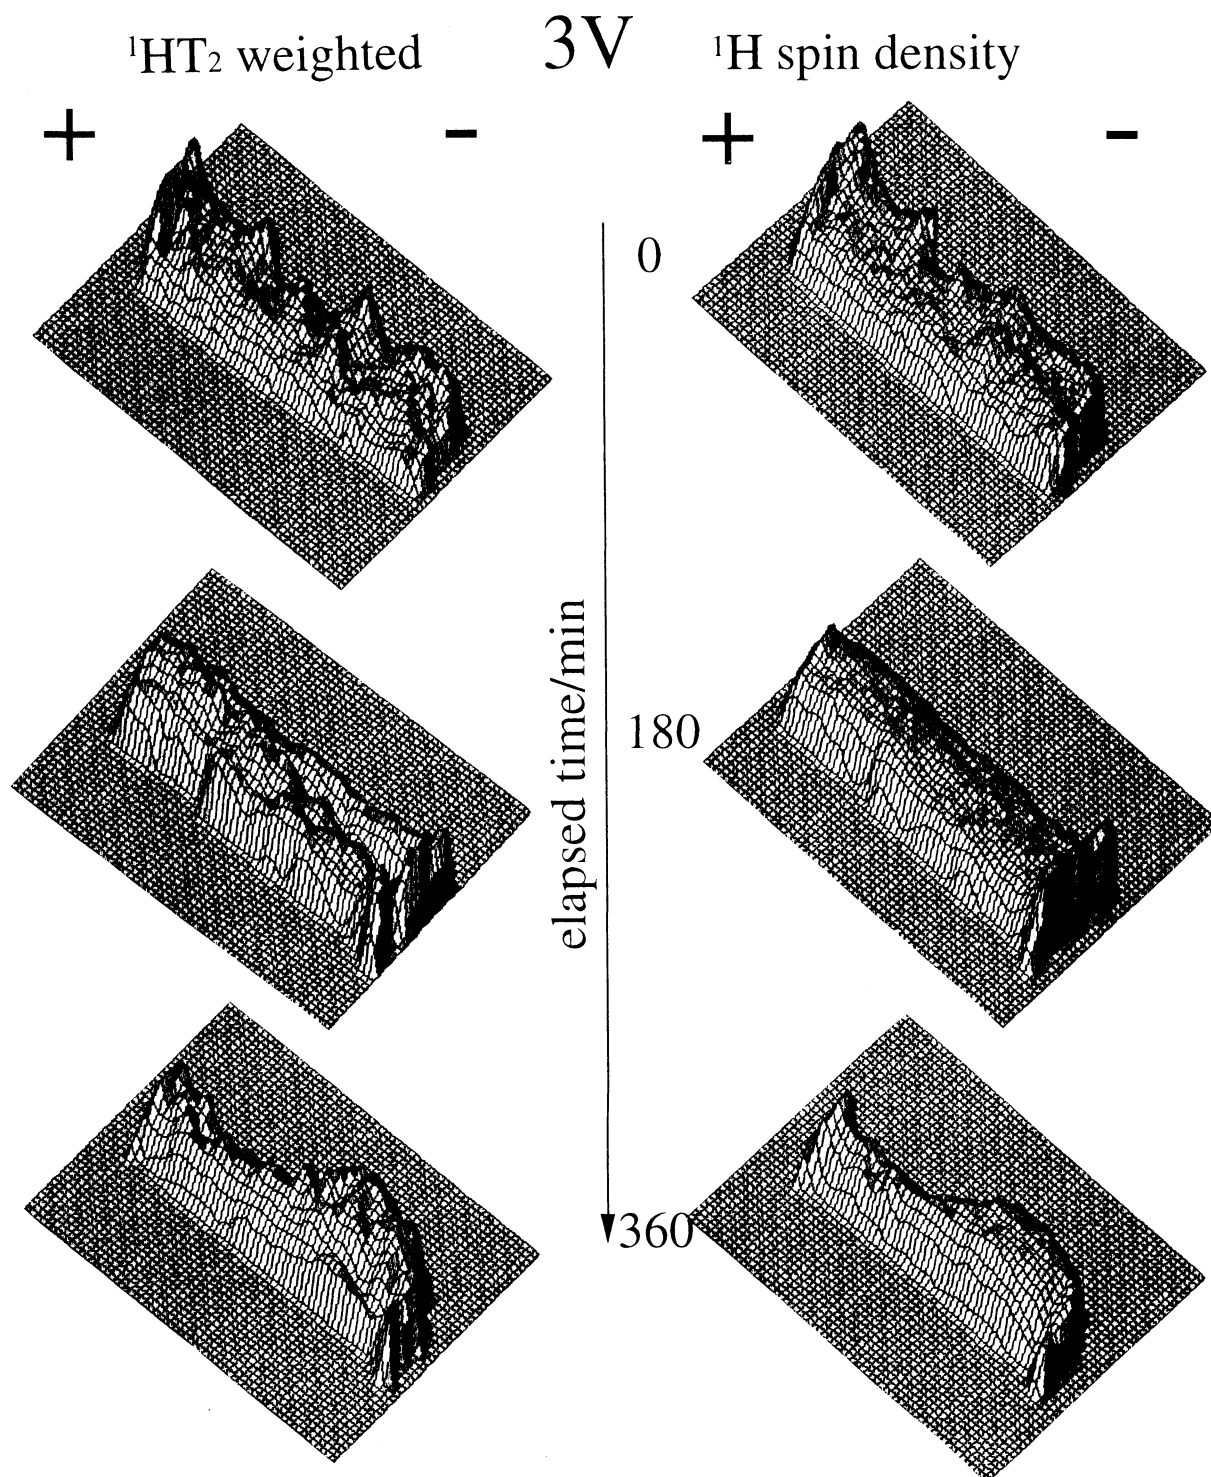 3V
¹HT₂ weighted
¹H spin density
+ -
+ -
0
elapsed time/min
180
360